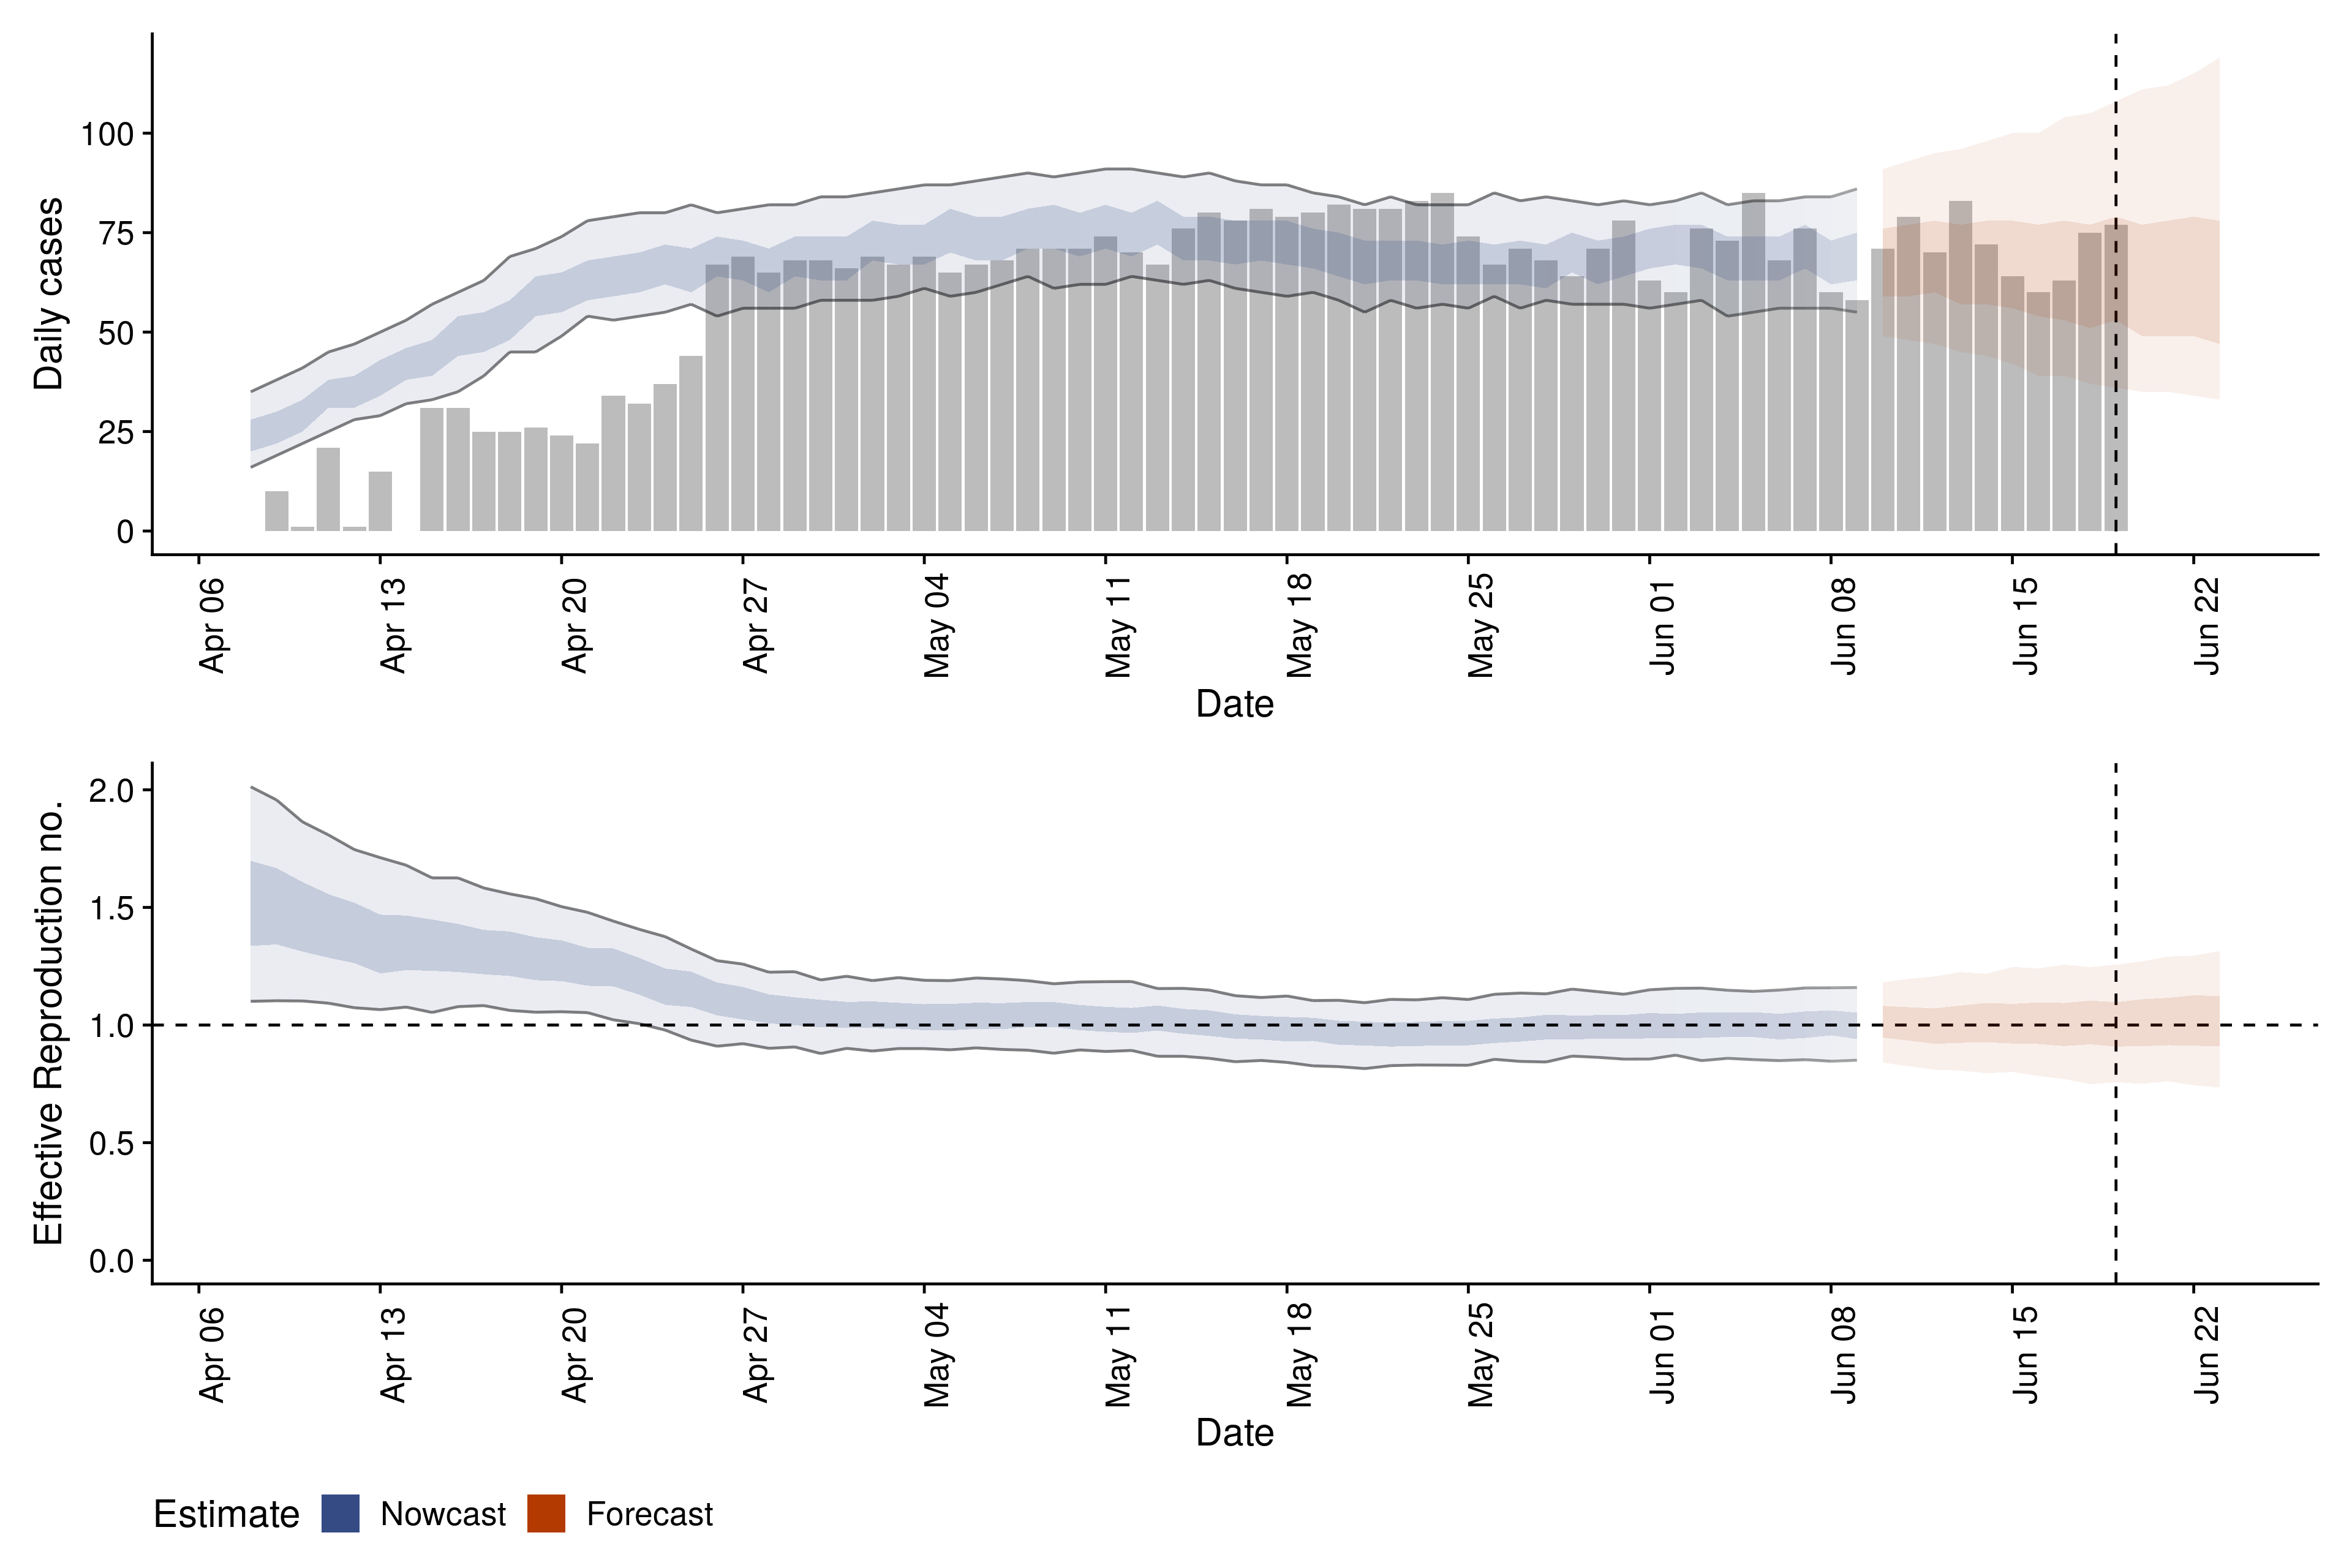 Daily cases
100
75
50
25
0
Apr 06
Apr 13
Apr 20
Apr 27
May 04
May 11
May 18
May 25
Jun 01
Jun 08
Jun 15
Jun 22
Date
Effective Reproduction no.
2.0
1.5
1.0
0.5
0.0
Apr 06
Apr 13
Apr 20
Apr 27
May 04
May 11
May 18
May 25
Jun 01
Jun 08
Jun 15
Jun 22
Date
Estimate Nowcast Forecast